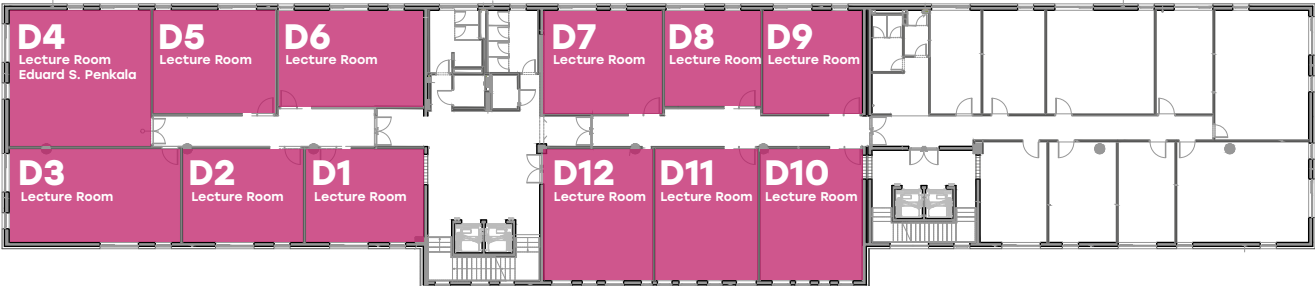 D4
Lecture Room
Eduard S. Penkala
D5
Lecture Room
D6
Lecture Room
D7
Lecture Room
D8
Lecture Room
D9
Lecture Room
D3
Lecture Room
D2
Lecture Room
D1
Lecture Room
D12
Lecture Room
D11
Lecture Room
D10
Lecture Room